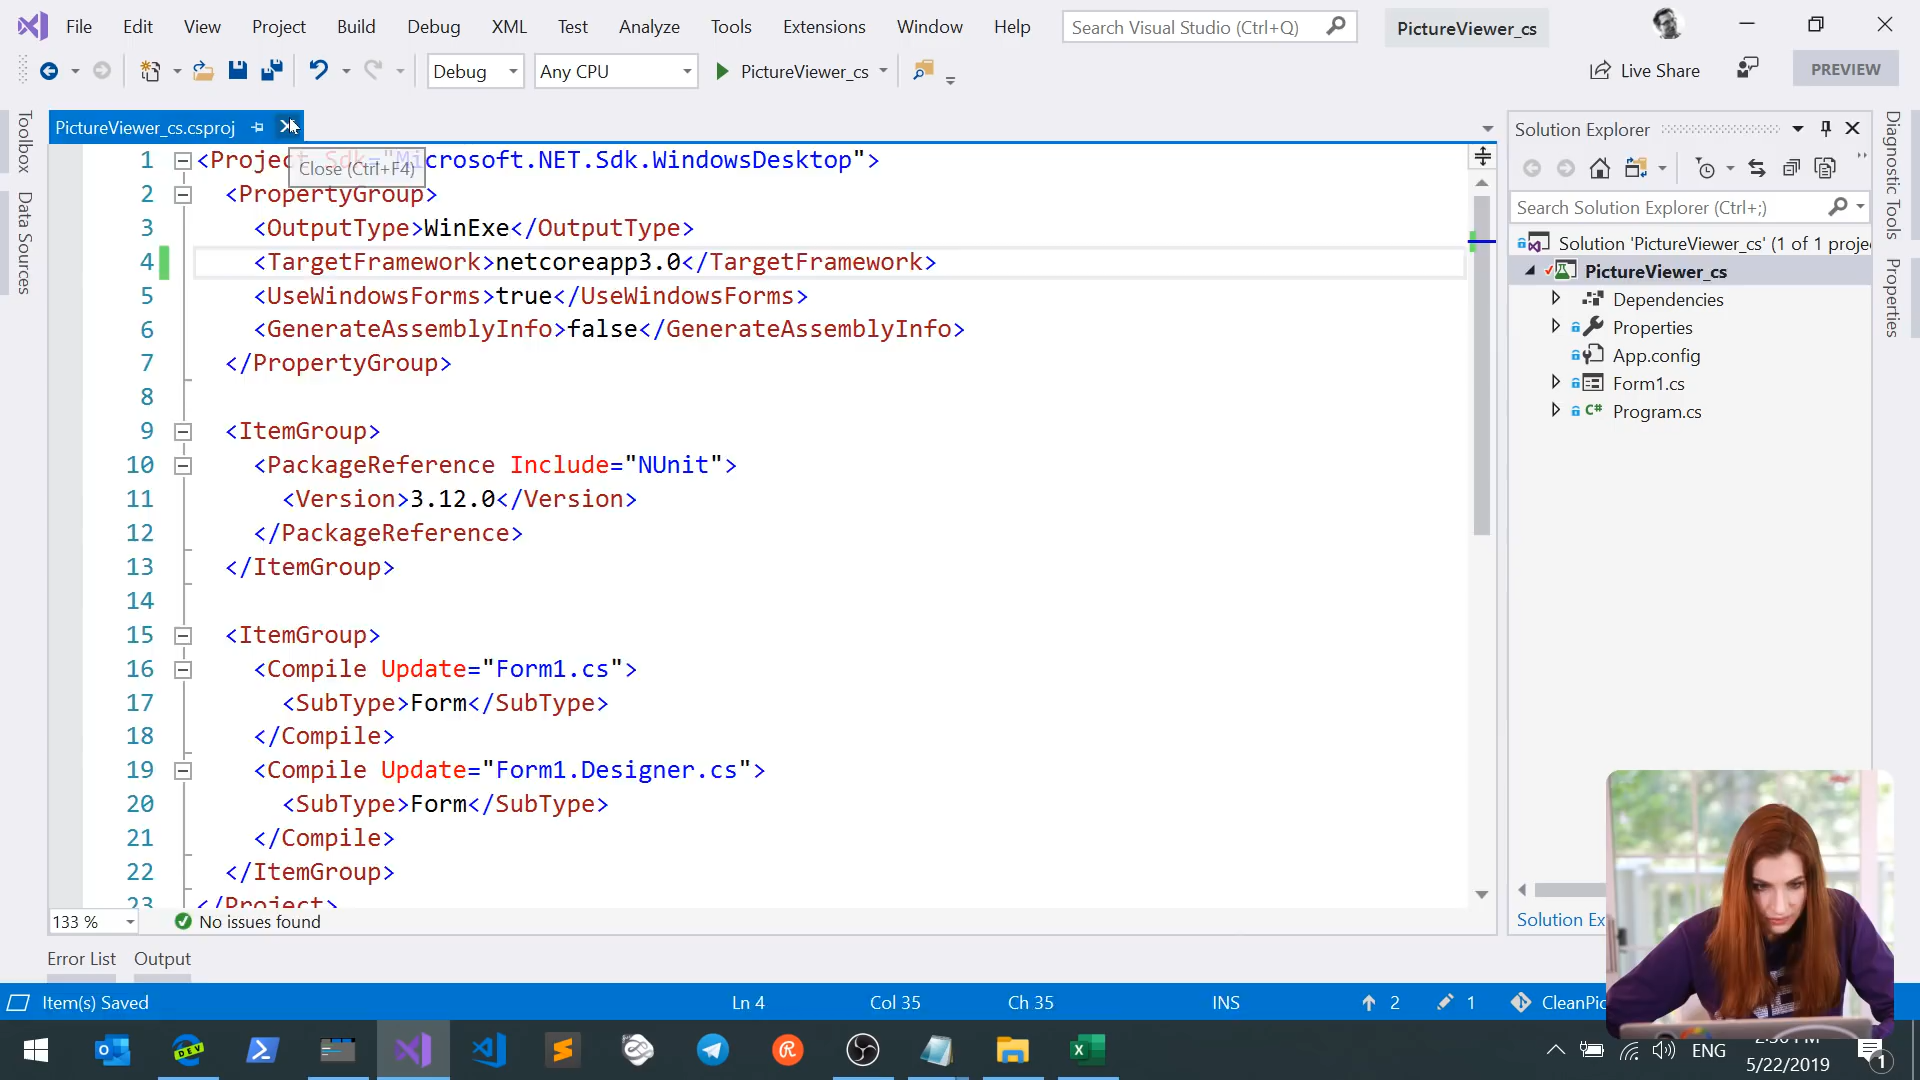 File Edit View Project Build Debug XML Test Analyze Tools Extensions Window Help Search Visual Studio (Ctrl+Q) PictureViewer_cs
Debug Any CPU PictureViewer_cs Live Share PREVIEW
Toolbox
Data Sources
PictureViewer_cs.csproj
Close (Ctrl+F4)
1 <Project Sdk="Microsoft.NET.Sdk.WindowsDesktop">
2 <PropertyGroup>
3 <OutputType>WinExe</OutputType>
4 <TargetFramework>netcoreapp3.0</TargetFramework>
5 <UseWindowsForms>true</UseWindowsForms>
6 <GenerateAssemblyInfo>false</GenerateAssemblyInfo>
7 </PropertyGroup>
8
9 <ItemGroup>
10 <PackageReference Include="NUnit">
11 <Version>3.12.0</Version>
12 </PackageReference>
13 </ItemGroup>
14
15 <ItemGroup>
16 <Compile Update="Form1.cs">
17 <SubType>Form</SubType>
18 </Compile>
19 <Compile Update="Form1.Designer.cs">
20 <SubType>Form</SubType>
21 </Compile>
22 </ItemGroup>
23 </Project>
133 % No issues found
Solution Explorer
Search Solution Explorer (Ctrl+;)
Solution 'PictureViewer_cs' (1 of 1 proje
PictureViewer_cs
Dependencies
Properties
App.config
Form1.cs
C# Program.cs
Solution Ex
Diagnostic Tools
Properties
Error List Output
Item(s) Saved Ln 4 Col 35 Ch 35 INS 2 1 CleanPic
DEV
ENG
5/22/2019
1